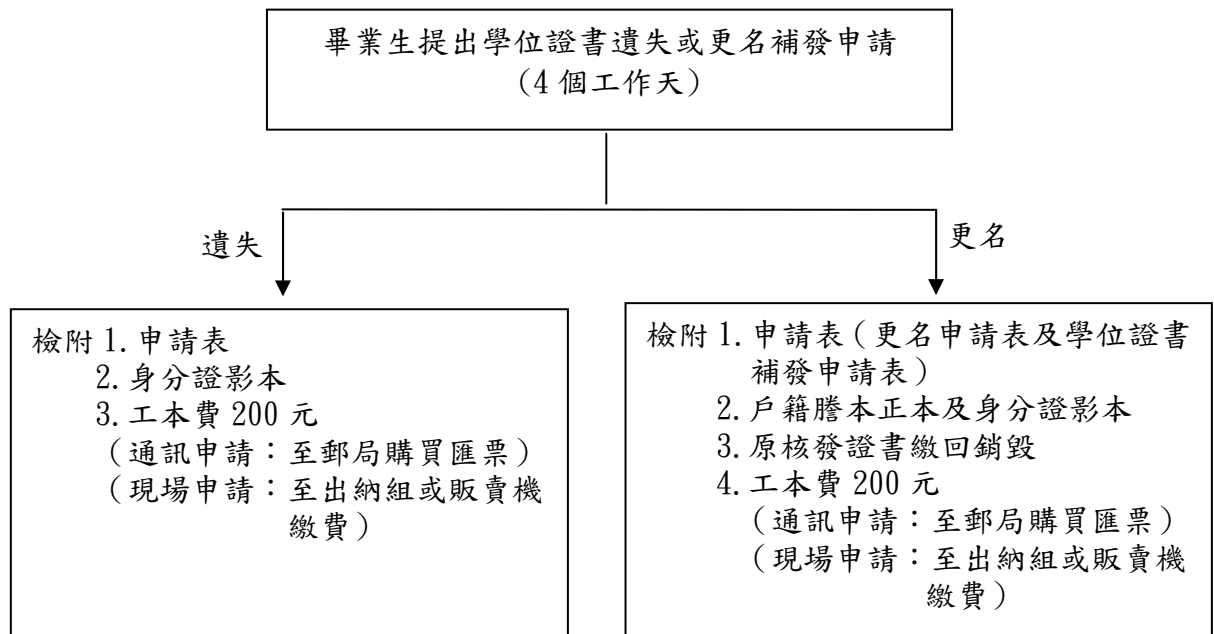 畢業生提出學位證書遺失或更名補發申請
(4 個工作天)
遺失
更名
檢附 1.申請表
2.身分證影本
3.工本費 200 元
(通訊申請：至郵局購買匯票)
(現場申請：至出納組或販賣機
繳費)
檢附 1.申請表(更名申請表及學位證書
補發申請表)
2.戶籍謄本正本及身分證影本
3.原核發證書繳回銷毀
4.工本費 200 元
(通訊申請：至郵局購買匯票)
(現場申請：至出納組或販賣機
繳費)